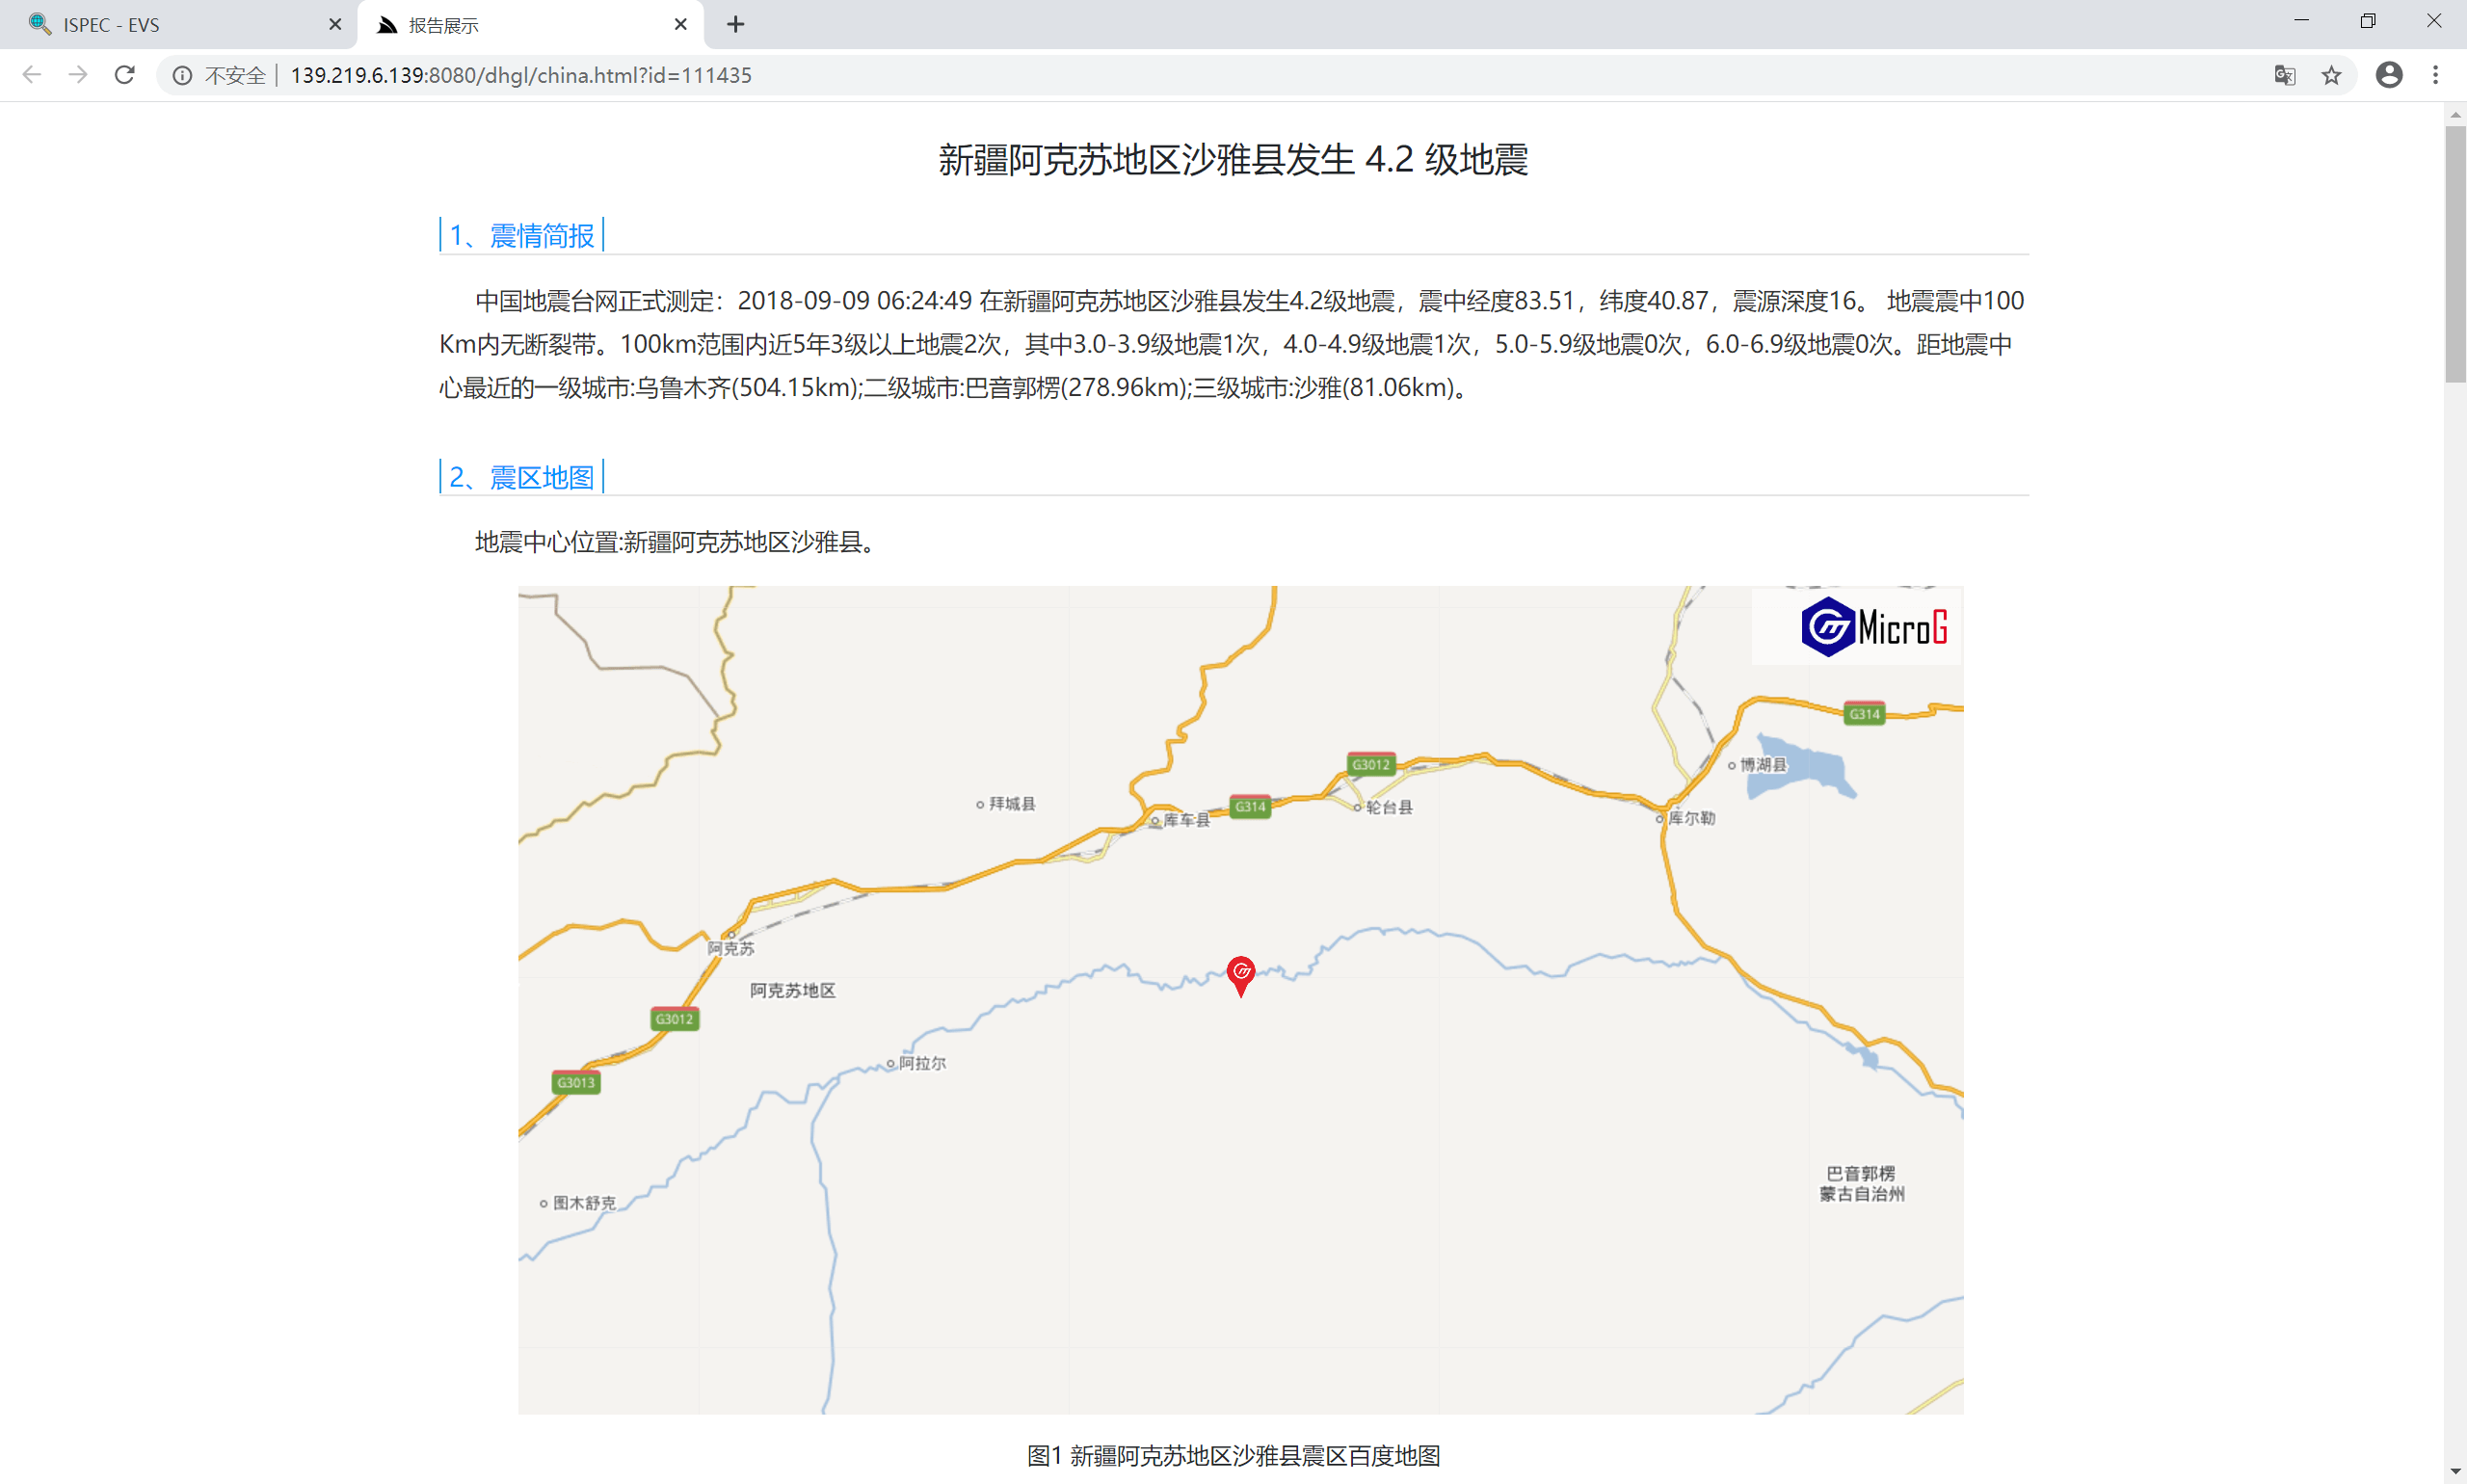 ISPEC - EVS
报告展示
不安全 | 139.219.6.139:8080/dhgl/china.html?id=111435
新疆阿克苏地区沙雅县发生 4.2 级地震
1、震情简报
中国地震台网正式测定：2018-09-09 06:24:49 在新疆阿克苏地区沙雅县发生4.2级地震，震中经度83.51，纬度40.87，震源深度16。 地震震中100
Km内无断裂带。100km范围内近5年3级以上地震2次，其中3.0-3.9级地震1次，4.0-4.9级地震1次，5.0-5.9级地震0次，6.0-6.9级地震0次。距地震中
心最近的一级城市:乌鲁木齐(504.15km);二级城市:巴音郭楞(278.96km);三级城市:沙雅(81.06km)。
2、震区地图
地震中心位置:新疆阿克苏地区沙雅县。
MicroG
G314
G3012
博湖县
拜城县
G314
轮台县
库车县
库尔勒
阿克苏
阿克苏地区
G3012
阿拉尔
G3013
巴音郭楞
蒙古自治州
图木舒克
图1 新疆阿克苏地区沙雅县震区百度地图